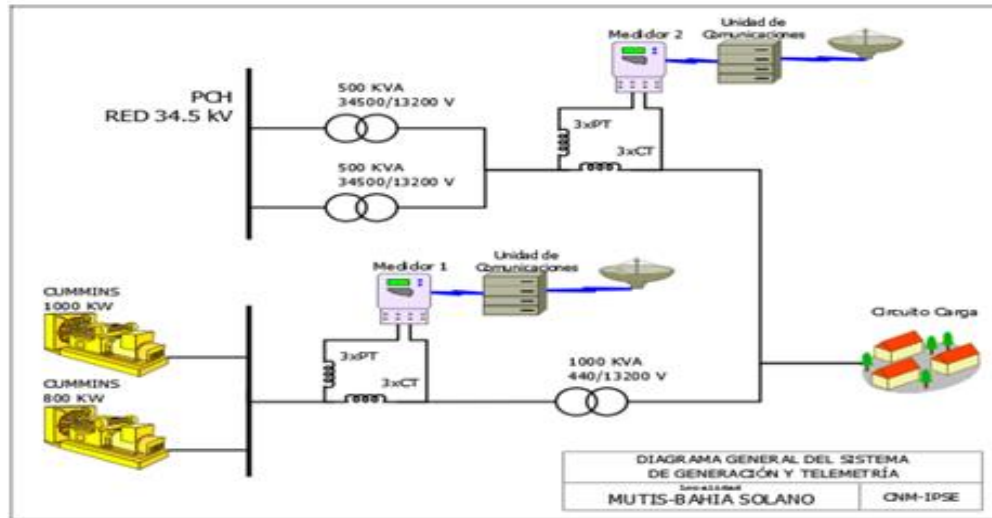 Medidor 2
Unidad de
Comunicaciones
PCH
RED 34.5 kV
500 KVA
34500/13200 V
3xPT
3xCT
500 KVA
34500/13200 V
Medidor 1
Unidad de
Comunicaciones
CUMMINS
1000 KW
3xPT
3xCT
1000 KVA
440/13200 V
Circuito Carga
CUMMINS
800 KW
DIAGRAMA GENERAL DEL SISTEMA
DE GENERACIÓN Y TELEMETRÍA
Localidad
MUTIS-BAHIA SOLANO
CNM-IPSE